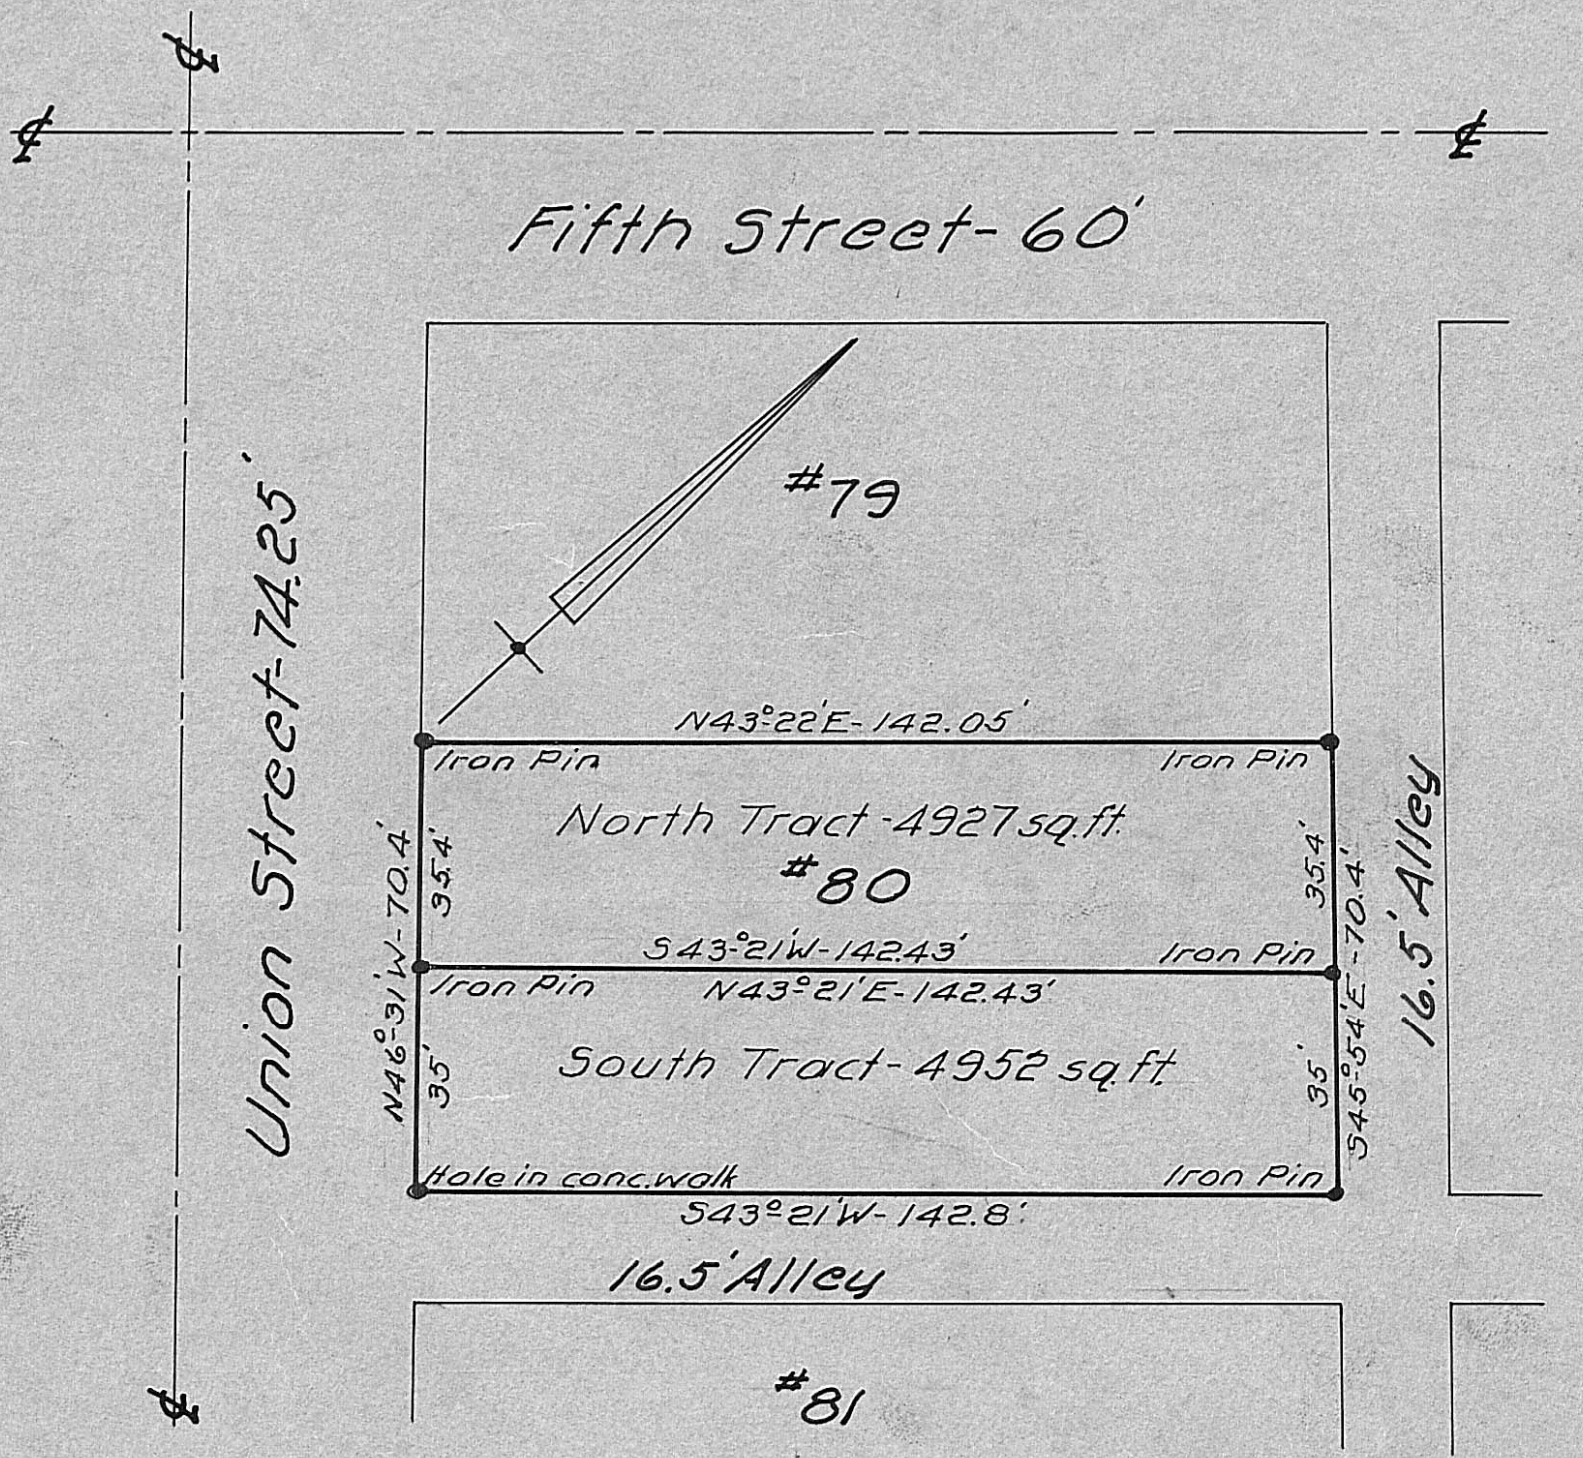 ℄
℄
℄
Fifth Street-60'
#79
Union Street-74.25'
N43°-22'E-142.05'
Iron Pin
Iron Pin
North Tract-4927 sq.ft.
#80
N46°-31'W-70.4'
35.4'
35.4'
S45°-54'E-70.4'
16.5' Alley
S43°-21'W-142.43'
Iron Pin
Iron Pin
N43°-21'E-142.43'
South Tract-4952 sq.ft.
35'
35'
Hole in conc. walk
Iron Pin
S43°-21'W-142.8'
16.5' Alley
#81
℄